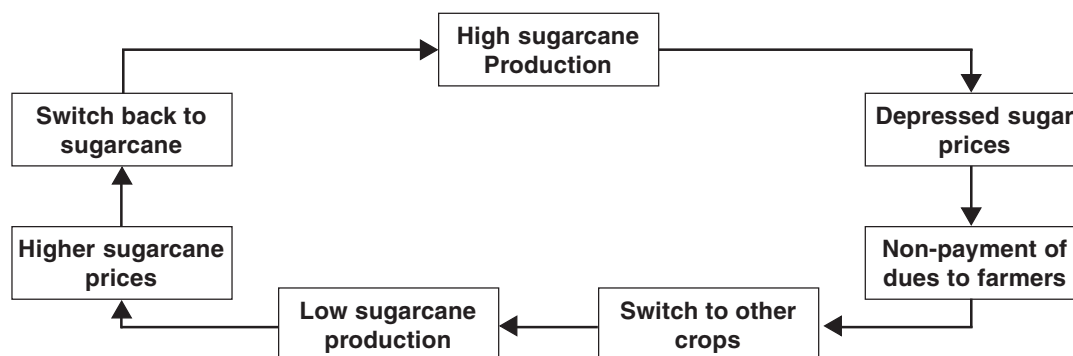 High sugarcane
Production
Depressed sugar
prices
Non-payment of
dues to farmers
Switch to other
crops
Low sugarcane
production
Higher sugarcane
prices
Switch back to
sugarcane